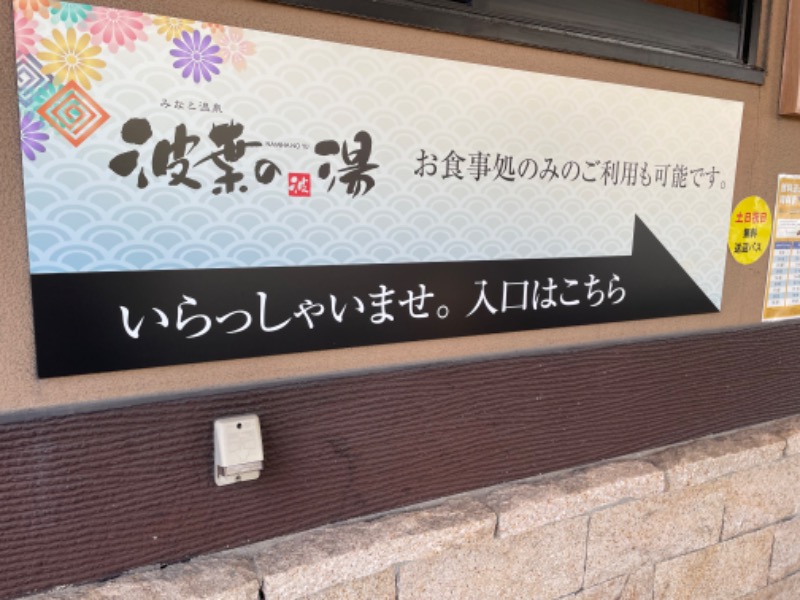 みなと温泉
波葉の湯
NAMIHA NO YU
波
お食事処のみのご利用も可能です。
いらっしゃいませ。入口はこちら
土日祝日
無料
送迎バス